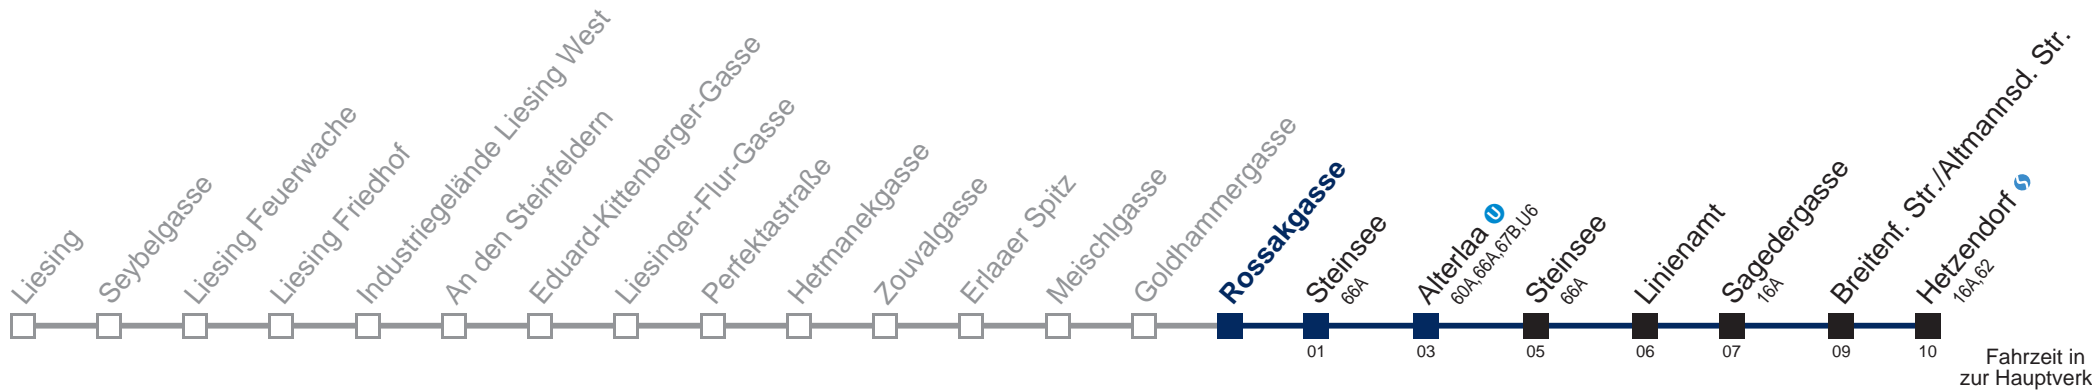 Liesing
Seybelgasse
Liesing Feuerwache
Liesing Friedhof
Industriegelände Liesing West
An den Steinfeldern
Eduard-Kittenberger-Gasse
Liesinger-Flur-Gasse
Perfektastraße
Hetmanekgasse
Zouvalgasse
Erlaaer Spitz
Meischlgasse
Goldhammergasse
Rossakgasse
Steinsee
66A
Alterlaa U
60A,66A,67B,U6
Steinsee
66A
Linienamt
Sagedergasse
16A
Breitenf. Str./Altmannsd. Str.
Hetzendorf
16A,62
01 03 05 06 07 09 10
Fahrzeit in
zur Hauptverk